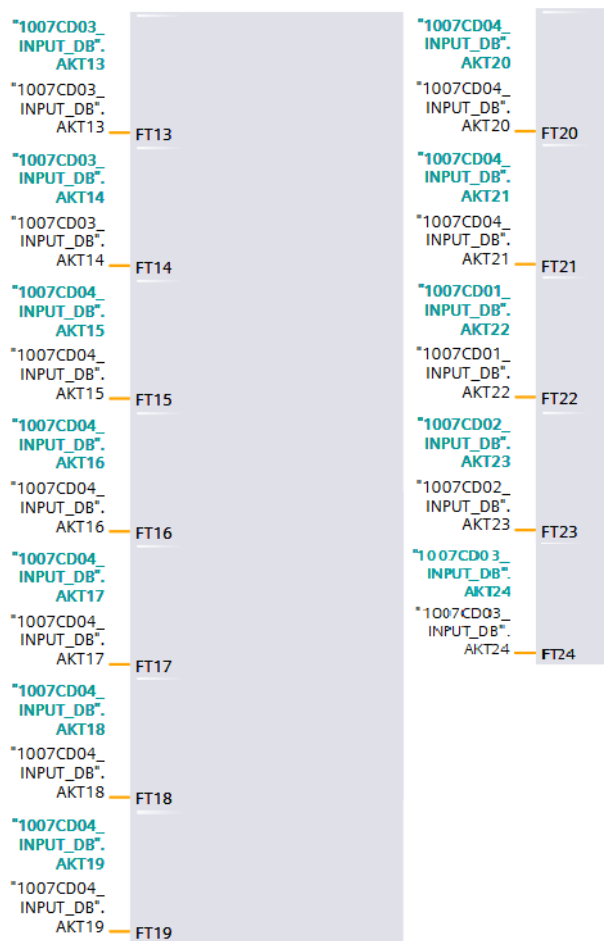 "1007CD03_
INPUT_DB".
AKT13
"1007CD03_
INPUT_DB".
AKT13
FT13
"1007CD03_
INPUT_DB".
AKT14
"1007CD03_
INPUT_DB".
AKT14
FT14
"1007CD04_
INPUT_DB".
AKT15
"1007CD04_
INPUT_DB".
AKT15
FT15
"1007CD04_
INPUT_DB".
AKT16
"1007CD04_
INPUT_DB".
AKT16
FT16
"1007CD04_
INPUT_DB".
AKT17
"1007CD04_
INPUT_DB".
AKT17
FT17
"1007CD04_
INPUT_DB".
AKT18
"1007CD04_
INPUT_DB".
AKT18
FT18
"1007CD04_
INPUT_DB".
AKT19
"1007CD04_
INPUT_DB".
AKT19
FT19
"1007CD04_
INPUT_DB".
AKT20
"1007CD04_
INPUT_DB".
AKT20
FT20
"1007CD04_
INPUT_DB".
AKT21
"1007CD04_
INPUT_DB".
AKT21
FT21
"1007CD01_
INPUT_DB".
AKT22
"1007CD01_
INPUT_DB".
AKT22
FT22
"1007CD02_
INPUT_DB".
AKT23
"1007CD02_
INPUT_DB".
AKT23
FT23
"1007CD03_
INPUT_DB".
AKT24
"1007CD03_
INPUT_DB".
AKT24
FT24